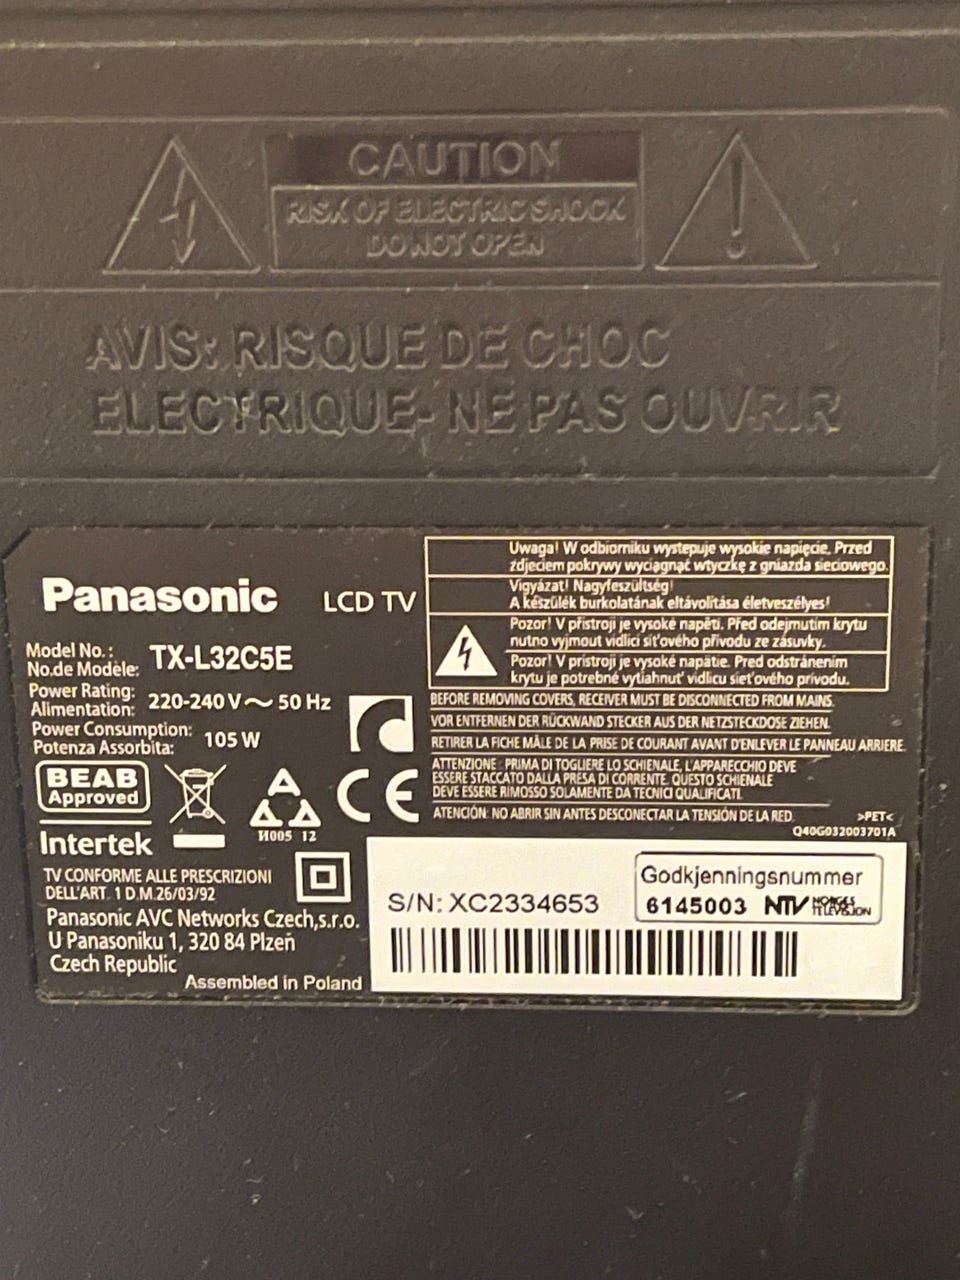 CAUTION
RISK OF ELECTRIC SHOCK
DO NOT OPEN
AVIS: RISQUE DE CHOC
ELECTRIQUE- NE PAS OUVRIR
Panasonic LCD TV
Model No.:
No.de Modèle: TX-L32C5E
Power Rating:
Alimentation: 220-240 V ~ 50 Hz
Power Consumption:
Potenza Assorbita: 105 W
BEAB
Approved
Intertek
И005 12
CE
TV CONFORME ALLE PRESCRIZIONI
DELL'ART. 1 D.M.26/03/92
Panasonic AVC Networks Czech,s.r.o.
U Panasoniku 1, 320 84 Plzeň
Czech Republic
Assembled in Poland
Uwaga! W odbiorniku wystepuje wysokie napięcie. Przed
zdjeciem pokrywy wyciągnąć wtyczkę z gniazda sieciowego.
Vigyázat! Nagyfeszültség!
A készülék burkolatának eltávolítása életveszélyes!
Pozor! V přístroji je vysoké napětí. Před odejmutím krytu
nutno vyjmout vidlici síťového přívodu ze zásuvky.
Pozor! V prístroji je vysoké napätie. Pred odstránením
krytu je potrebné vytiahnuť vidlicu sieťového prívodu.
BEFORE REMOVING COVERS, RECEIVER MUST BE DISCONNECTED FROM MAINS.
VOR ENTFERNEN DER RÜCKWAND STECKER AUS DER NETZSTECKDOSE ZIEHEN.
RETIRER LA FICHE MÂLE DE LA PRISE DE COURANT AVANT D'ENLEVER LE PANNEAU ARRIERE.
ATTENZIONE : PRIMA DI TOGLIERE LO SCHIENALE, L'APPARECCHIO DEVE
ESSERE STACCATO DALLA PRESA DI CORRENTE. QUESTO SCHIENALE
DEVE ESSERE RIMOSSO SOLAMENTE DA TECNICI QUALIFICATI.
ATENCIÓN: NO ABRIR SIN ANTES DESCONECTAR LA TENSIÓN DE LA RED. >PET<
Q40G032003701A
S/N: XC2334653
Godkjenningsnummer
6145003 NTV NORGES
TELEVISJON